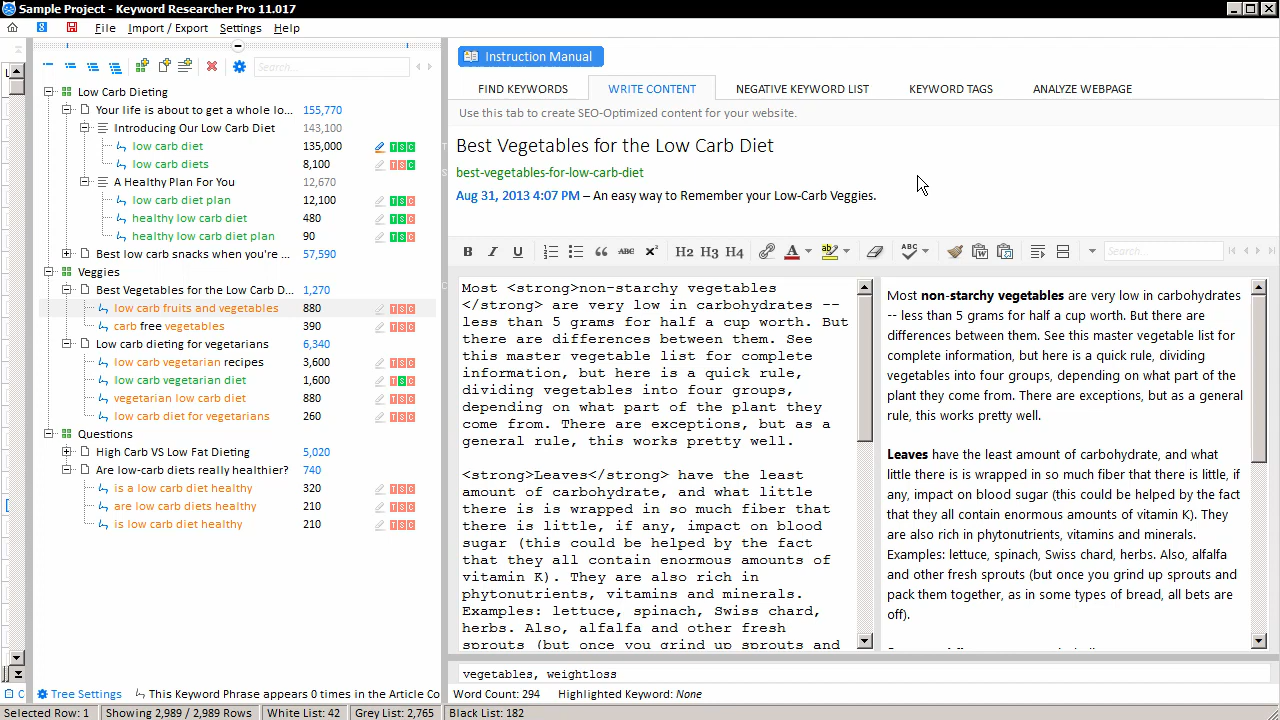 Sample Project - Keyword Researcher Pro 11.017
File Import / Export Settings Help
Search...
Low Carb Dieting
Your life is about to get a whole lo... 155,770
Introducing Our Low Carb Diet 143,100
low carb diet 135,000 T S C
low carb diets 8,100 T S C
A Healthy Plan For You 12,670
low carb diet plan 12,100 T S C
healthy low carb diet 480 T S C
healthy low carb diet plan 90 T S C
Best low carb snacks when you're ... 57,590
Veggies
Best Vegetables for the Low Carb D... 1,270
low carb fruits and vegetables 880 T S C
carb free vegetables 390 T S C
Low carb dieting for vegetarians 6,340
low carb vegetarian recipes 3,600 T S C
low carb vegetarian diet 1,600 T S C
vegetarian low carb diet 880 T S C
low carb diet for vegetarians 260 T S C
Questions
High Carb VS Low Fat Dieting 5,020
Are low-carb diets really healthier? 740
is a low carb diet healthy 320 T S C
are low carb diets healthy 210 T S C
is low carb diet healthy 210 T S C
Tree Settings This Keyword Phrase appears 0 times in the Article Co
Instruction Manual
FIND KEYWORDS WRITE CONTENT NEGATIVE KEYWORD LIST KEYWORD TAGS ANALYZE WEBPAGE
Use this tab to create SEO-Optimized content for your website.
Best Vegetables for the Low Carb Diet
best-vegetables-for-low-carb-diet
Aug 31, 2013 4:07 PM – An easy way to Remember your Low-Carb Veggies.
B I U ABC X² H2 H3 H4 A ab ABC Search...
Most <strong>non-starchy vegetables
</strong> are very low in carbohydrates --
less than 5 grams for half a cup worth. But
there are differences between them. See
this master vegetable list for complete
information, but here is a quick rule,
dividing vegetables into four groups,
depending on what part of the plant they
come from. There are exceptions, but as a
general rule, this works pretty well.
<strong>Leaves</strong> have the least
amount of carbohydrate, and what little
there is is wrapped in so much fiber that
there is little, if any, impact on blood
sugar (this could be helped by the fact
that they all contain enormous amounts of
vitamin K). They are also rich in
phytonutrients, vitamins and minerals.
Examples: lettuce, spinach, Swiss chard,
herbs. Also, alfalfa and other fresh
sprouts (but once you grind up sprouts and
Most non-starchy vegetables are very low in carbohydrates
-- less than 5 grams for half a cup worth. But there are
differences between them. See this master vegetable list for
complete information, but here is a quick rule, dividing
vegetables into four groups, depending on what part of the
plant they come from. There are exceptions, but as a general
rule, this works pretty well.
Leaves have the least amount of carbohydrate, and what
little there is is wrapped in so much fiber that there is little, if
any, impact on blood sugar (this could be helped by the fact
that they all contain enormous amounts of vitamin K). They
are also rich in phytonutrients, vitamins and minerals.
Examples: lettuce, spinach, Swiss chard, herbs. Also, alfalfa
and other fresh sprouts (but once you grind up sprouts and
pack them together, as in some types of bread, all bets are
off).
vegetables, weightloss
Word Count: 294 Highlighted Keyword: None
Selected Row: 1 Showing 2,989 / 2,989 Rows White List: 42 Grey List: 2,765 Black List: 182